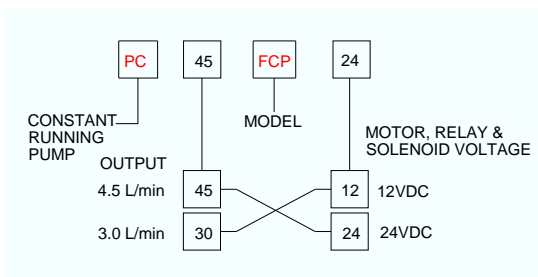 PC 45 FCP 24
CONSTANT
RUNNING
PUMP
MODEL
MOTOR, RELAY &
SOLENOID VOLTAGE
OUTPUT
4.5 L/min 45 12 12VDC
3.0 L/min 30 24 24VDC